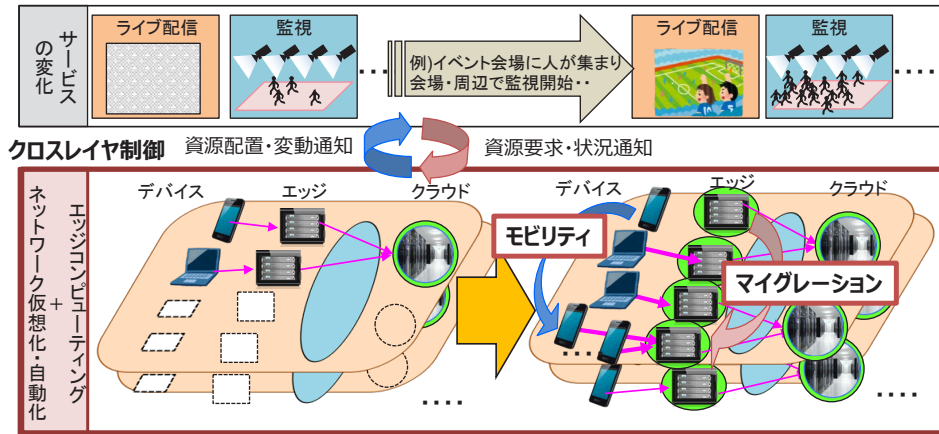 サービスの変化
ライブ配信
監視
‥‥
例)イベント会場に人が集まり
会場・周辺で監視開始‥
ライブ配信
監視
‥‥
クロスレイヤ制御
資源配置・変動通知
資源要求・状況通知
エッジコンピューティング
+
ネットワーク仮想化・自動化
デバイス
エッジ
クラウド
‥‥
モビリティ
デバイス
エッジ
クラウド
マイグレーション
…
‥‥